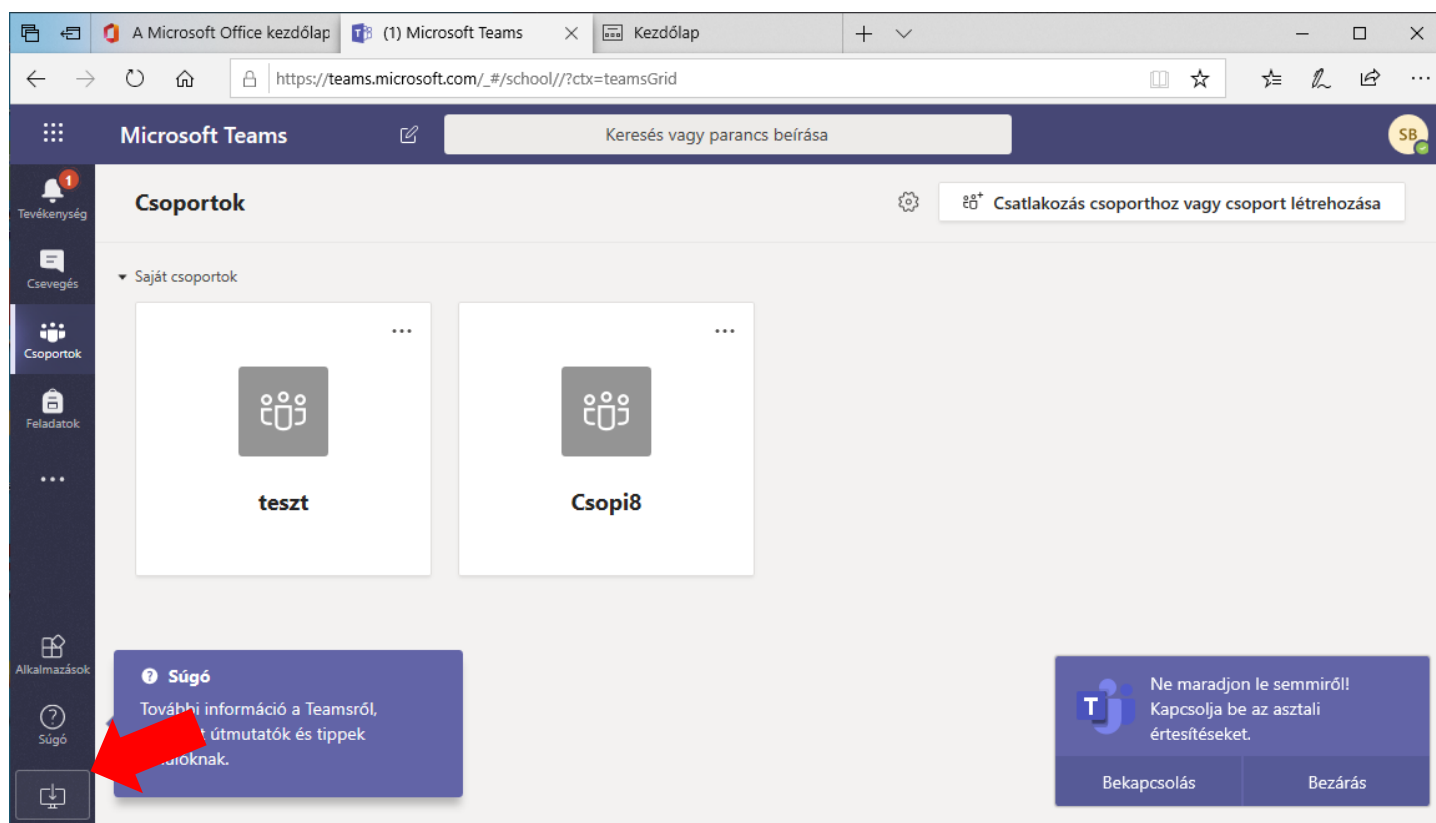 A Microsoft Office kezdőlap
(1) Microsoft Teams
Kezdőlap
https://teams.microsoft.com/_#/school//?ctx=teamsGrid
Microsoft Teams
Keresés vagy parancs beírása
SB
1
Tevékenység
Csevegés
Csoportok
Feladatok
Alkalmazások
Súgó
Csoportok
Csatlakozás csoporthoz vagy csoport létrehozása
Saját csoportok
teszt
Csopi8
Súgó
További információ a Teamsről,
útmutatók és tippek
T
Ne maradjon le semmiről!
Kapcsolja be az asztali
értesítéseket.
Bekapcsolás
Bezárás